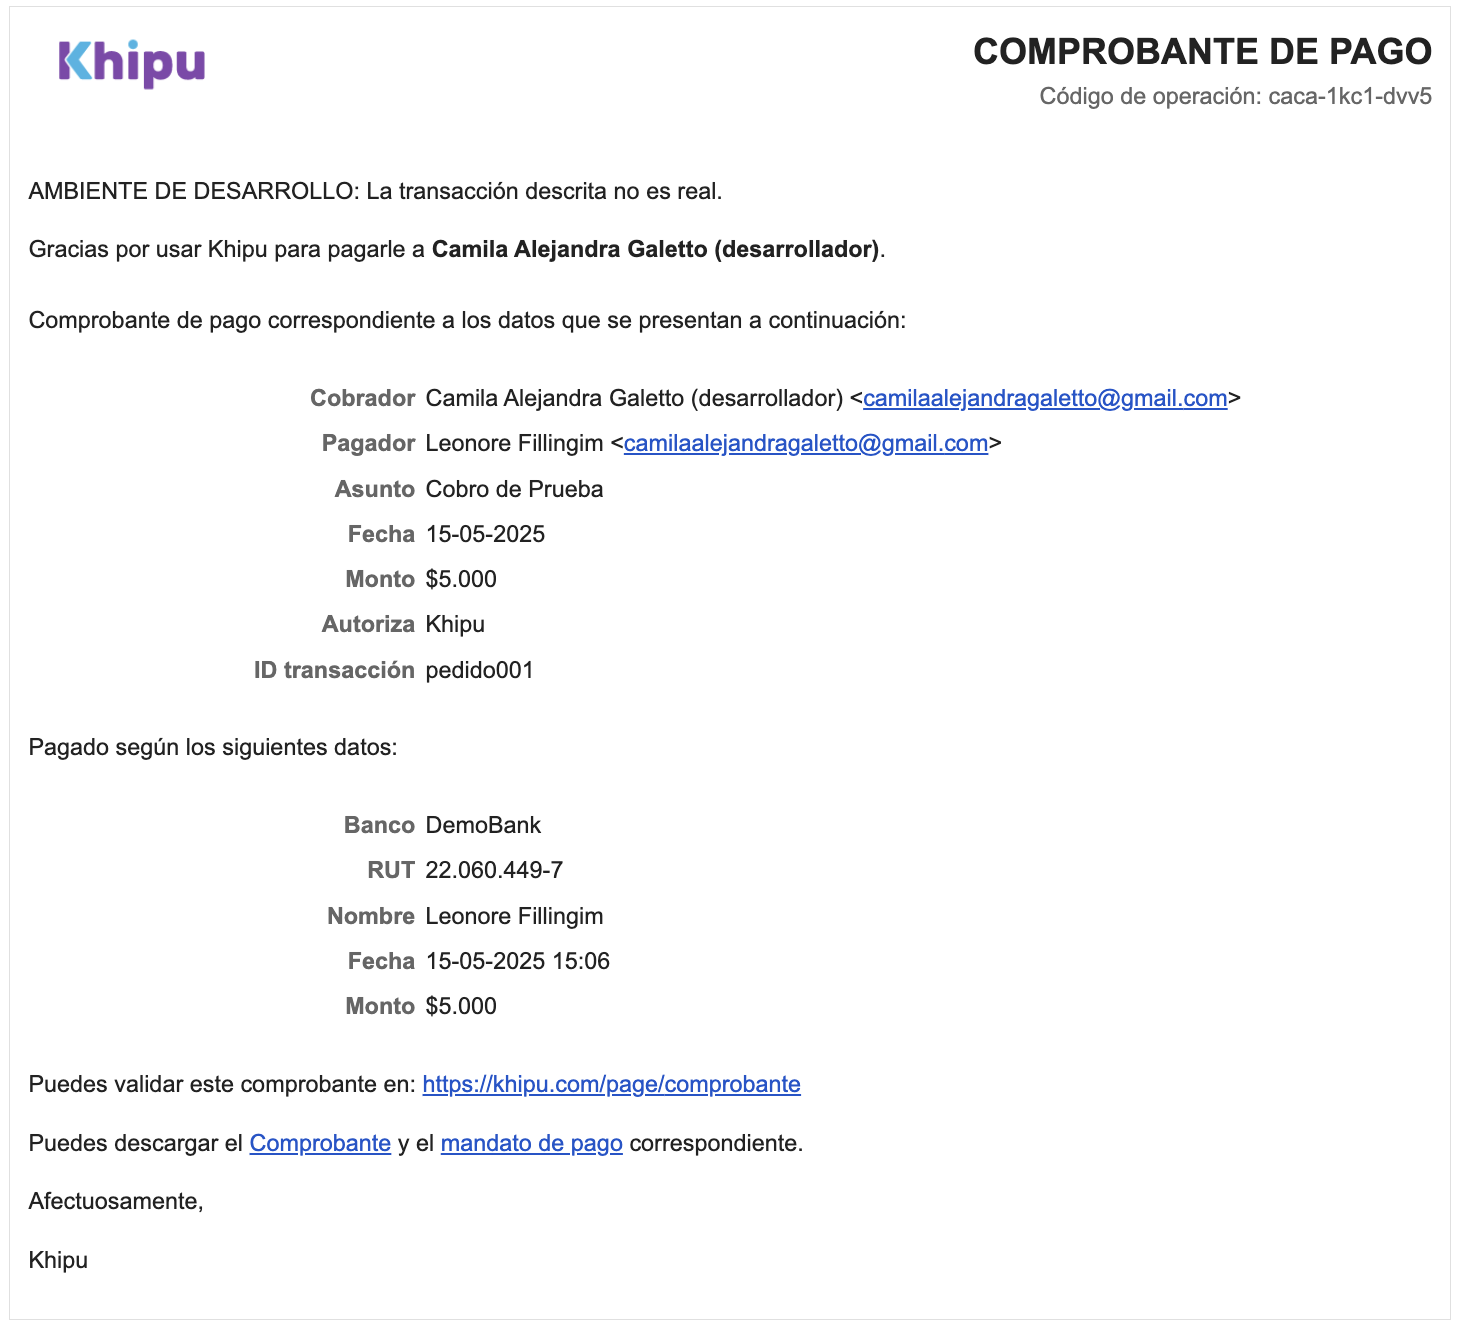 Khipu
COMPROBANTE DE PAGO
Código de operación: caca-1kc1-dvv5
AMBIENTE DE DESARROLLO: La transacción descrita no es real.
Gracias por usar Khipu para pagarle a Camila Alejandra Galetto (desarrollador).
Comprobante de pago correspondiente a los datos que se presentan a continuación:
Cobrador Camila Alejandra Galetto (desarrollador) <camilaalejandragaletto@gmail.com>
Pagador Leonore Fillingim <camilaalejandragaletto@gmail.com>
Asunto Cobro de Prueba
Fecha 15-05-2025
Monto $5.000
Autoriza Khipu
ID transacción pedido001
Pagado según los siguientes datos:
Banco DemoBank
RUT 22.060.449-7
Nombre Leonore Fillingim
Fecha 15-05-2025 15:06
Monto $5.000
Puedes validar este comprobante en: https://khipu.com/page/comprobante
Puedes descargar el Comprobante y el mandato de pago correspondiente.
Afectuosamente,
Khipu